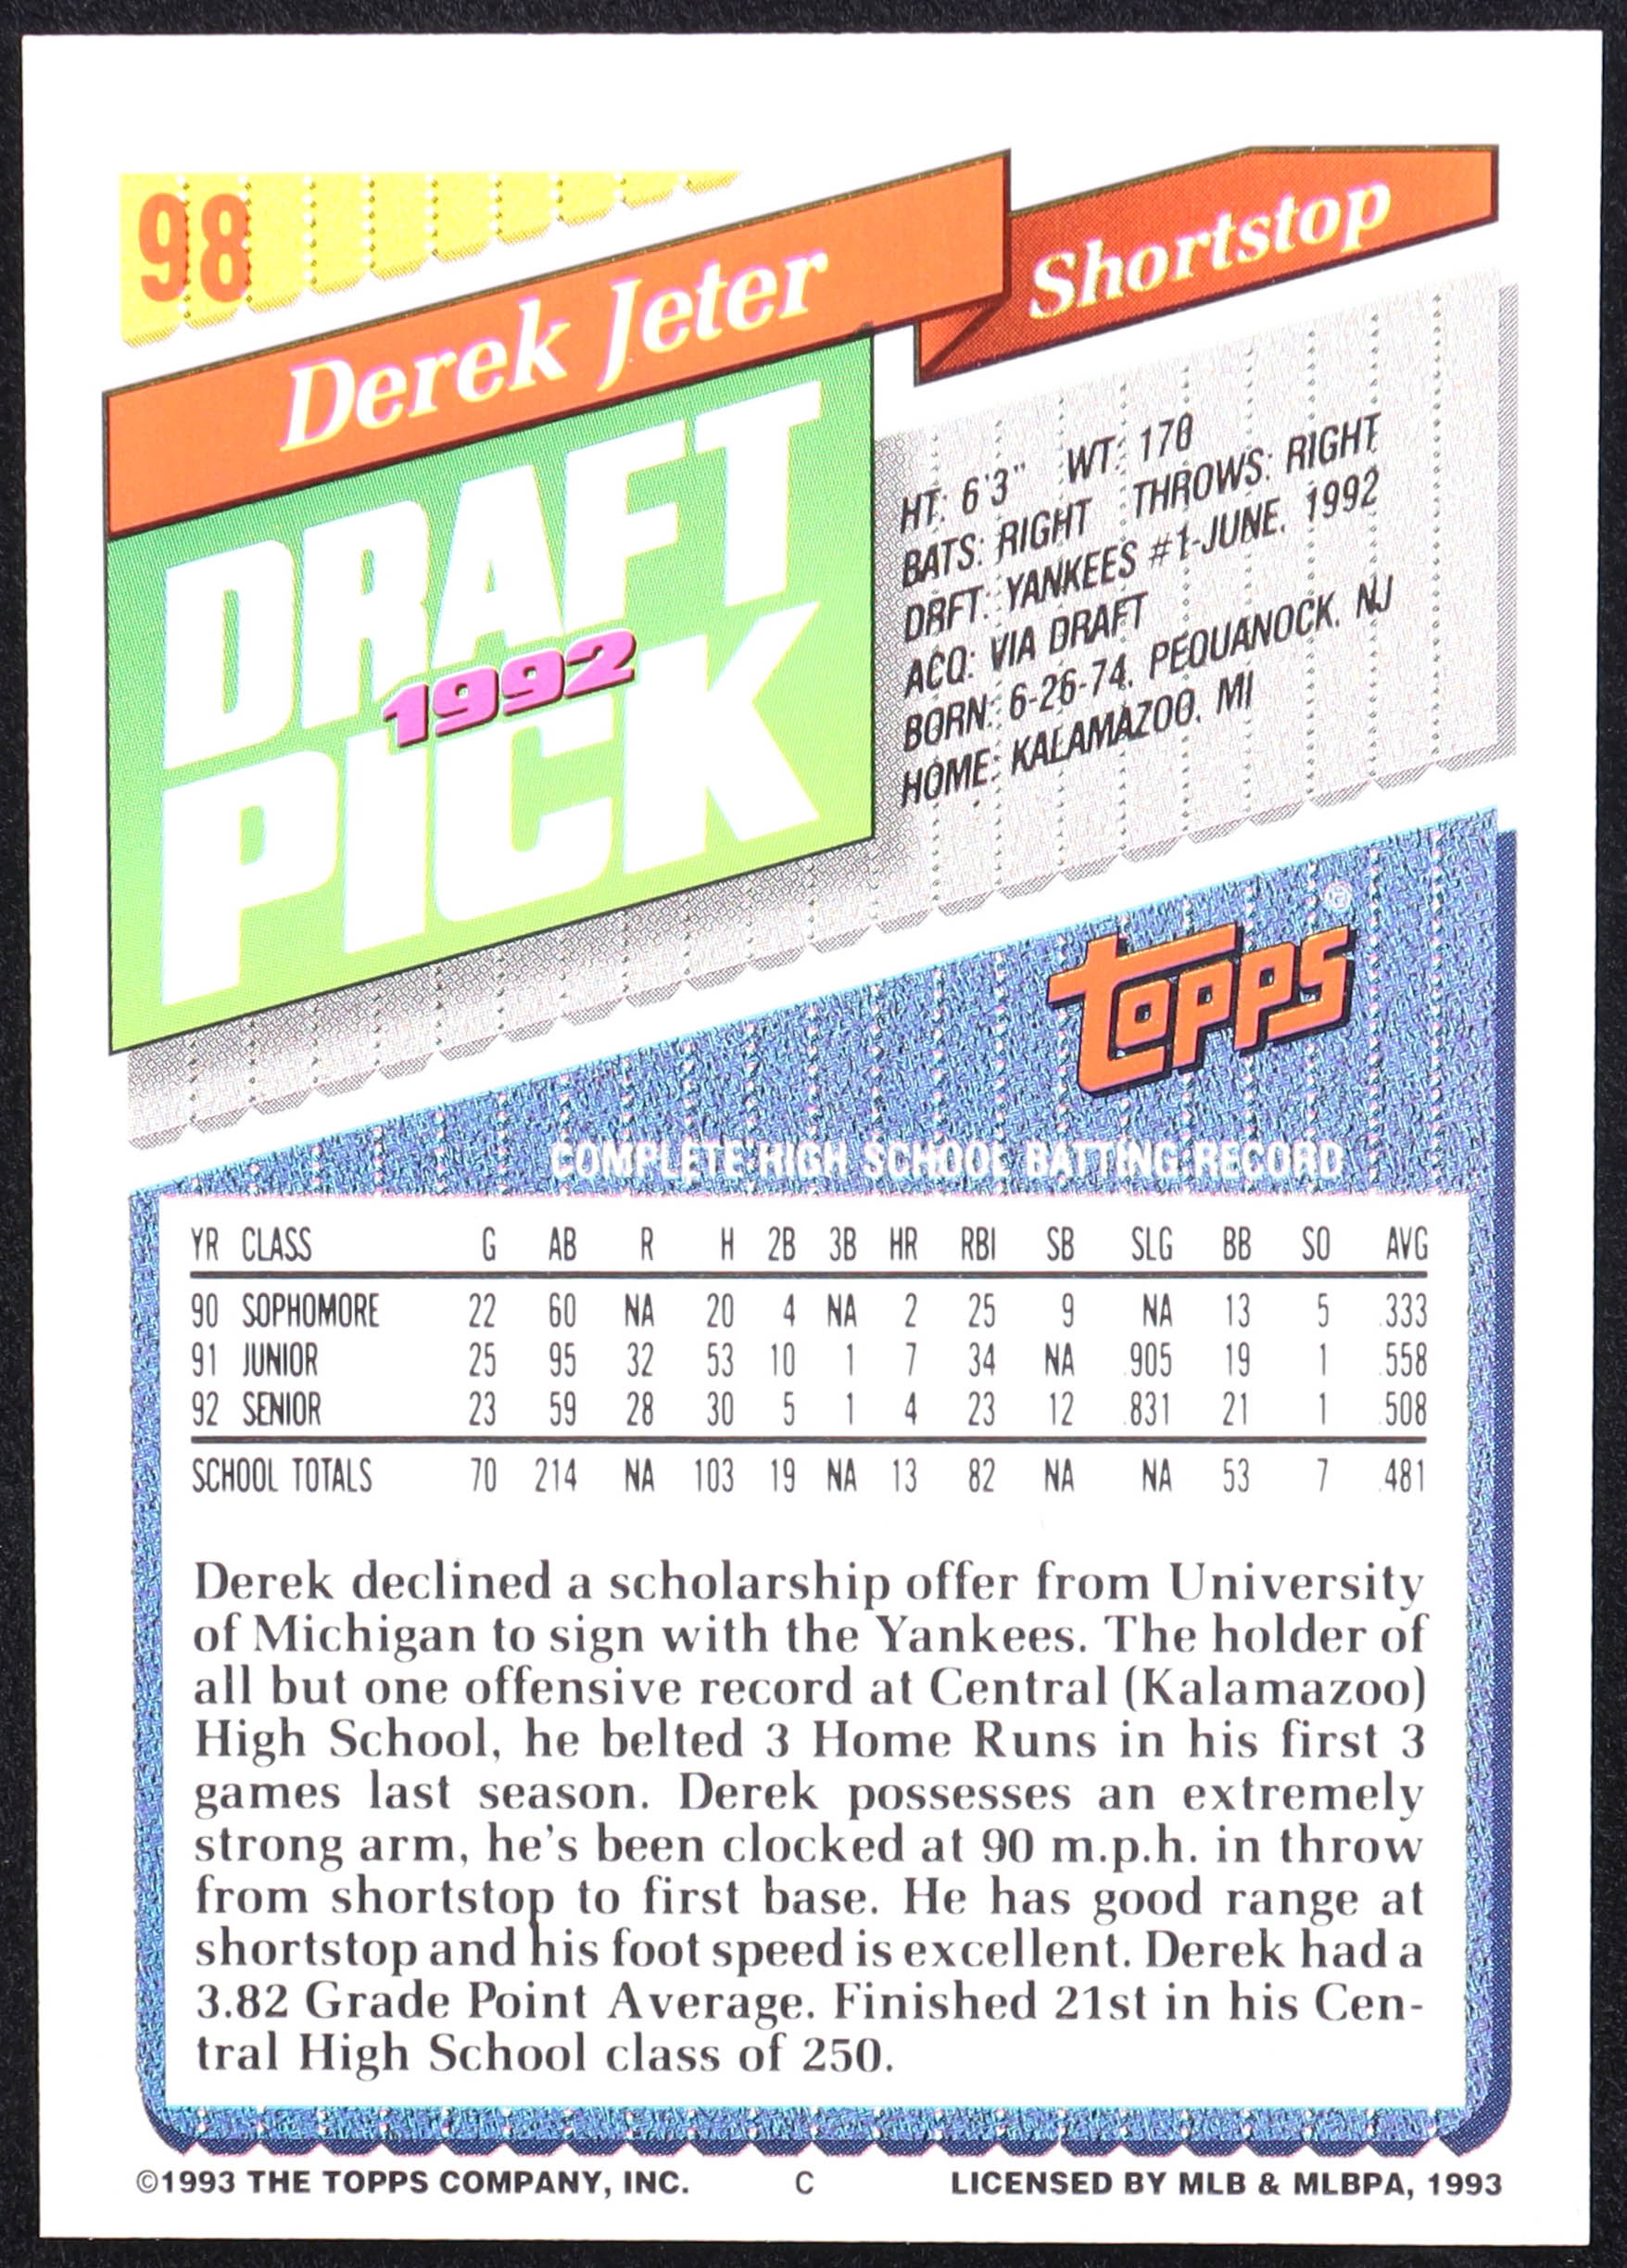 98
Derek Jeter
Shortstop
DRAFT
1992
PICK
HT: 6'3" WT: 170
BATS: RIGHT THROWS: RIGHT
DRFT: YANKEES #1-JUNE, 1992
ACQ: VIA DRAFT
BORN: 6-26-74, PEQUANOCK, NJ
HOME: KALAMAZOO, MI
topps ®
COMPLETE HIGH SCHOOL BATTING RECORD
YR CLASS G AB R H 2B 3B HR RBI SB SLG BB SO AVG
90 SOPHOMORE 22 60 NA 20 4 NA 2 25 9 NA 13 5 .333
91 JUNIOR 25 95 32 53 10 1 7 34 NA .905 19 1 .558
92 SENIOR 23 59 28 30 5 1 4 23 12 .831 21 1 .508
SCHOOL TOTALS 70 214 NA 103 19 NA 13 82 NA NA 53 7 .481
Derek declined a scholarship offer from University
of Michigan to sign with the Yankees. The holder of
all but one offensive record at Central (Kalamazoo)
High School, he belted 3 Home Runs in his first 3
games last season. Derek possesses an extremely
strong arm, he's been clocked at 90 m.p.h. in throw
from shortstop to first base. He has good range at
shortstop and his foot speed is excellent. Derek had a
3.82 Grade Point Average. Finished 21st in his Cen-
tral High School class of 250.
©1993 THE TOPPS COMPANY, INC. C LICENSED BY MLB & MLBPA, 1993